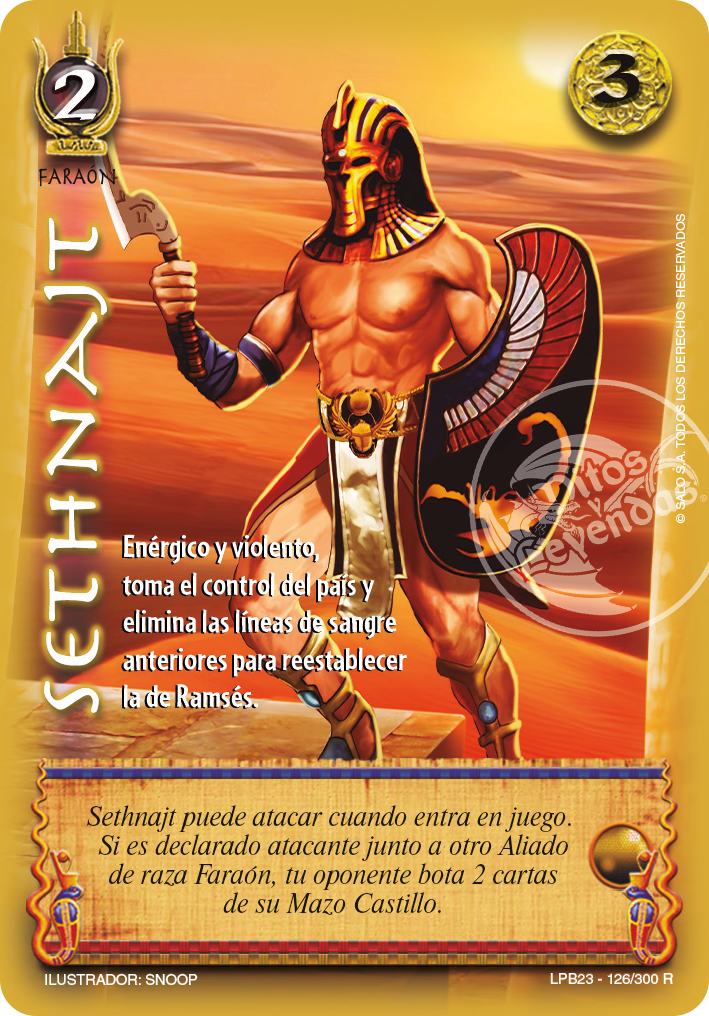 2
3
FARAÓN
SETHNAJT
© SALO S.A. TODOS LOS DERECHOS RESERVADOS
Mitos
y
Leyendas
®
Enérgico y violento,
toma el control del país y
elimina las líneas de sangre
anteriores para reestablecer
la de Ramsés.
Sethnajt puede atacar cuando entra en juego.
Si es declarado atacante junto a otro Aliado
de raza Faraón, tu oponente bota 2 cartas
de su Mazo Castillo.
ILUSTRADOR: SNOOP
LPB23 - 126/300 R